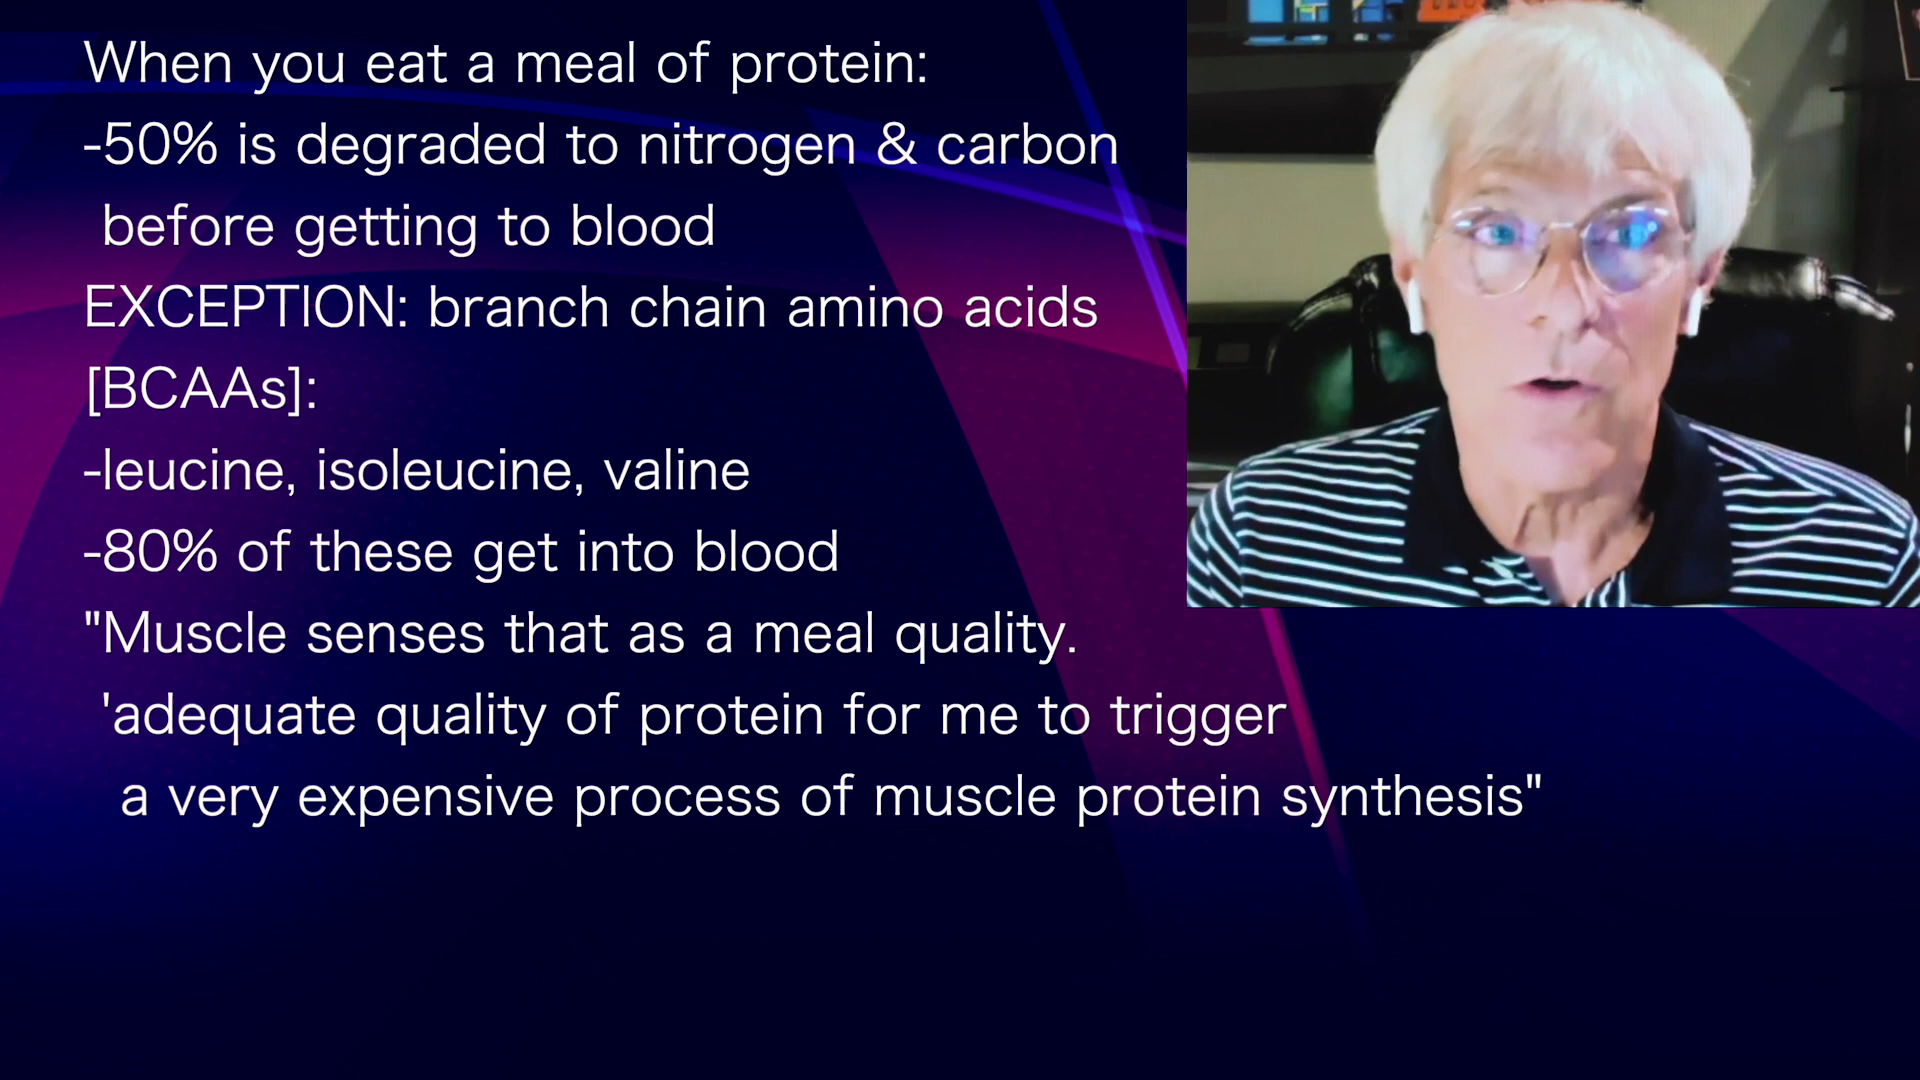 When you eat a meal of protein:
-50% is degraded to nitrogen & carbon
before getting to blood
EXCEPTION: branch chain amino acids
[BCAAs]:
-leucine, isoleucine, valine
-80% of these get into blood
"Muscle senses that as a meal quality.
'adequate quality of protein for me to trigger
a very expensive process of muscle protein synthesis"